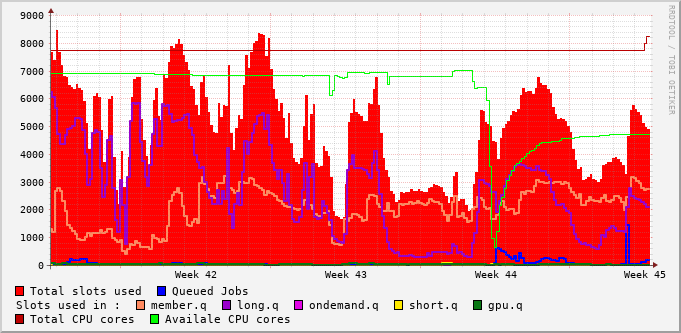 9000
8000
7000
6000
5000
4000
3000
2000
1000
0
Week 42
Week 43
Week 44
Week 45
RRDTOOL / TOBI OETIKER
Total slots used
Queued Jobs
Slots used in :
member.q
long.q
ondemand.q
short.q
gpu.q
Total CPU cores
Availale CPU cores